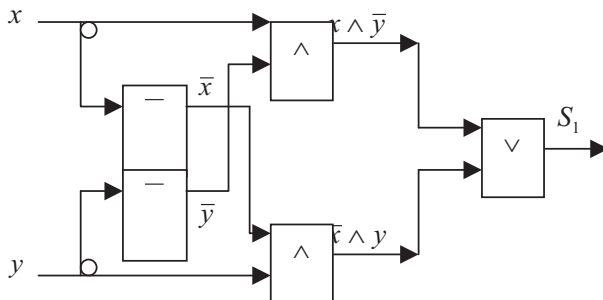 x
∧
x ∧ y̅
—
x̅
S₁
∨
—
y̅
x̅ ∧ y
∧
y